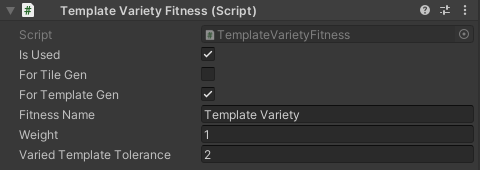 Template Variety Fitness (Script)
Script TemplateVarietyFitness
Is Used
For Tile Gen
For Template Gen
Fitness Name Template Variety
Weight 1
Varied Template Tolerance 2